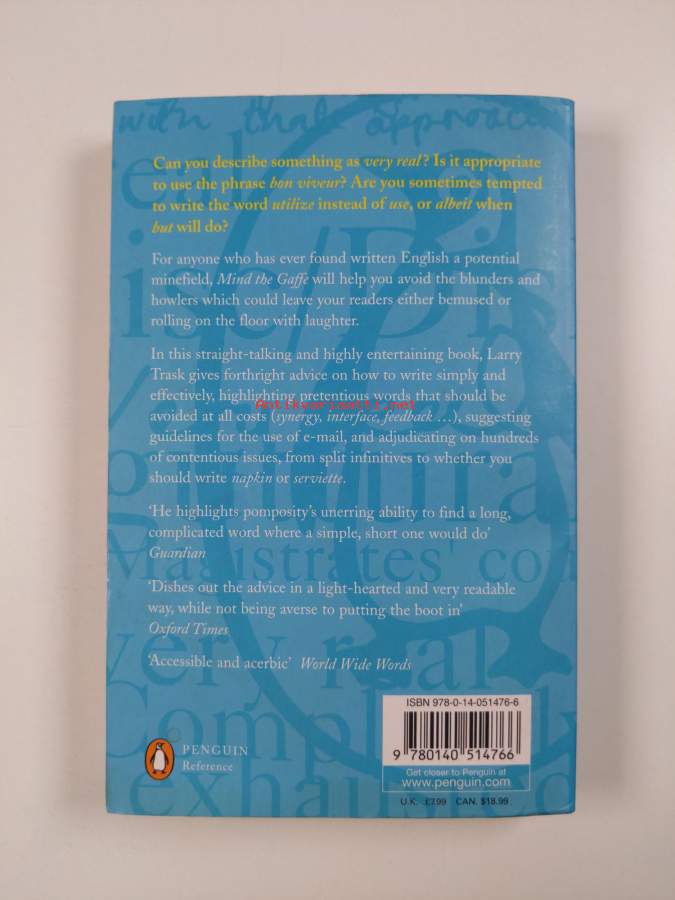 with that approac
Can you describe something as very real? Is it appropriate
to use the phrase bon viveur? Are you sometimes tempted
to write the word utilize instead of use, or albeit when
but will do?
For anyone who has ever found written English a potential
minefield, Mind the Gaffe will help you avoid the blunders and
howlers which could leave your readers either bemused or
rolling on the floor with laughter.
In this straight-talking and highly entertaining book, Larry
Trask gives forthright advice on how to write simply and
effectively, highlighting pretentious words that should be
avoided at all costs (synergy, interface, feedback …), suggesting
guidelines for the use of e-mail, and adjudicating on hundreds
of contentious issues, from split infinitives to whether you
should write napkin or serviette.
Antikvariaatti.net
‘He highlights pomposity’s unerring ability to find a long,
complicated word where a simple, short one would do’
Guardian
Magistrates' con
‘Dishes out the advice in a light-hearted and very readable
way, while not being averse to putting the boot in’
Oxford Times
very real
‘Accessible and acerbic’ World Wide Words
ISBN 978-0-14-051476-6
9 780140 514766
Get closer to Penguin at
www.penguin.com
U.K. £7.99 CAN. $18.99
PENGUIN
Reference
exhausted